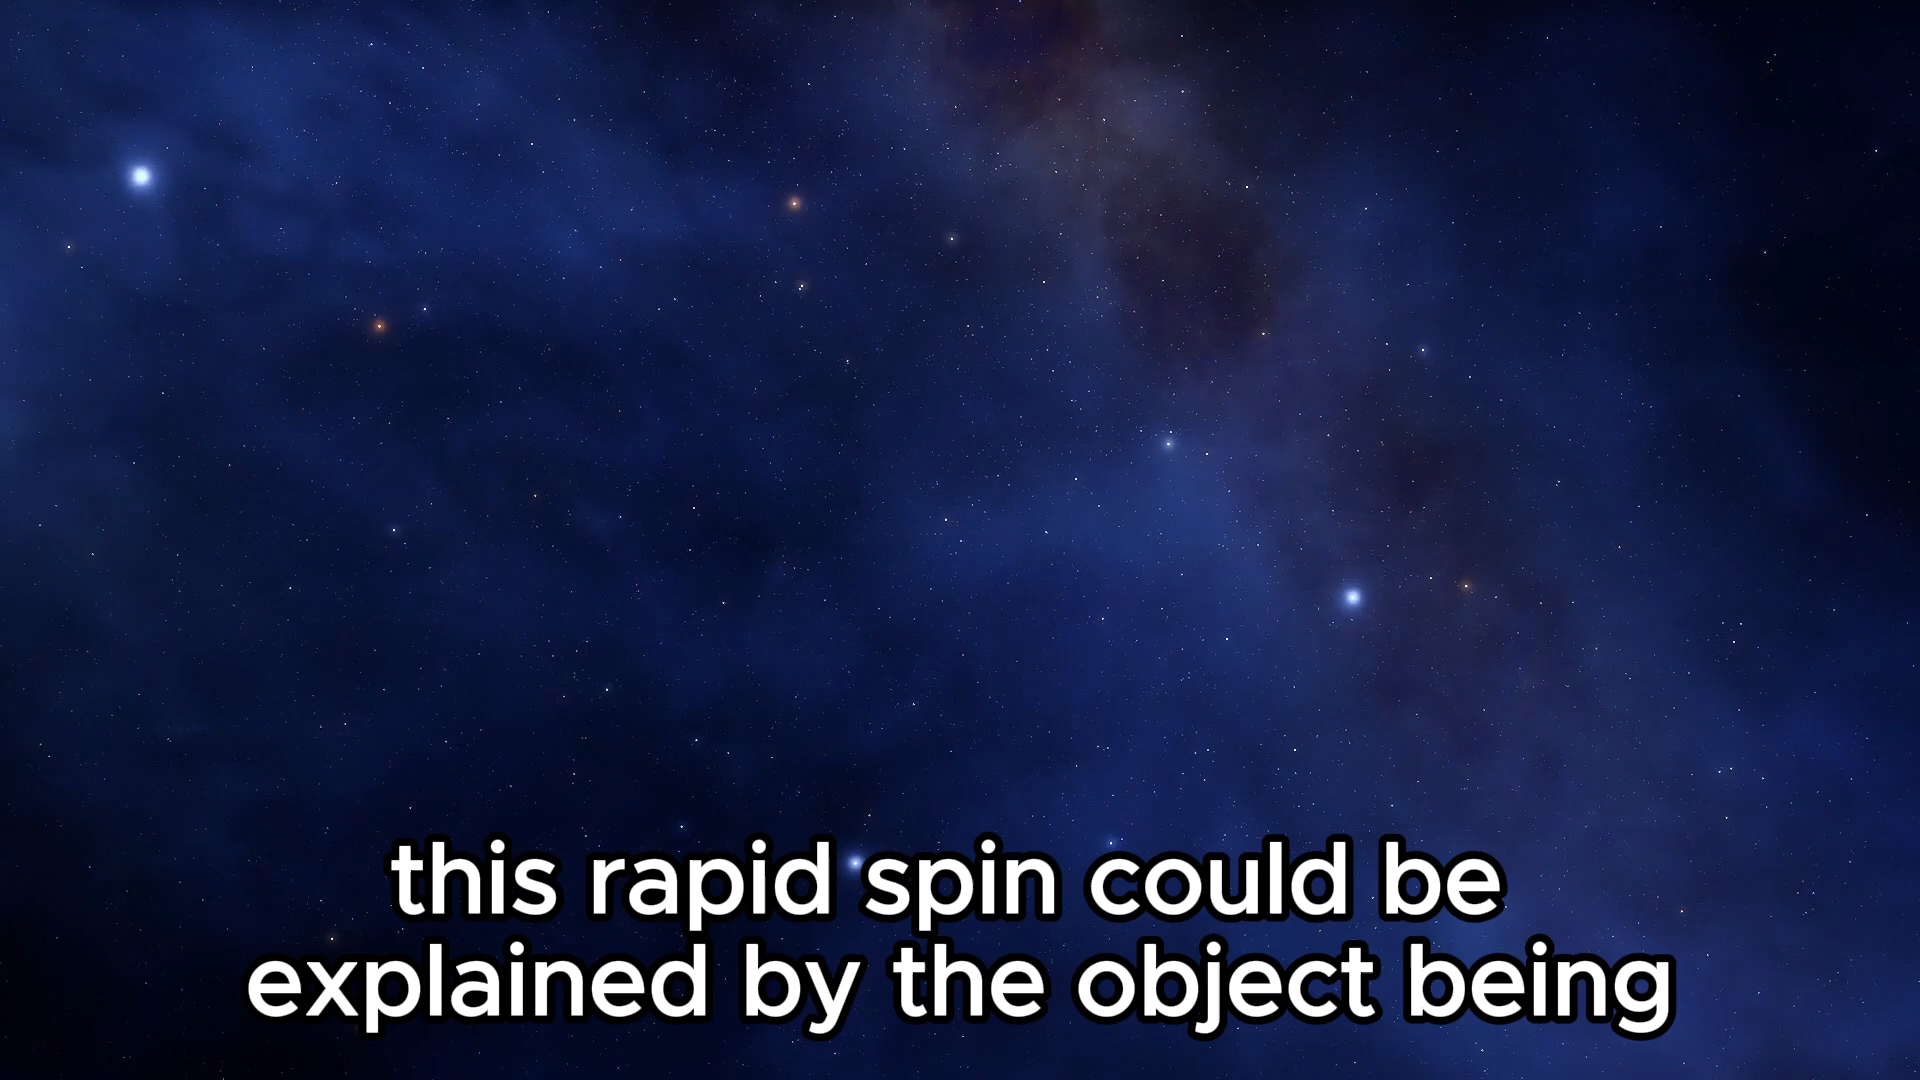 this rapid spin could be
explained by the object being